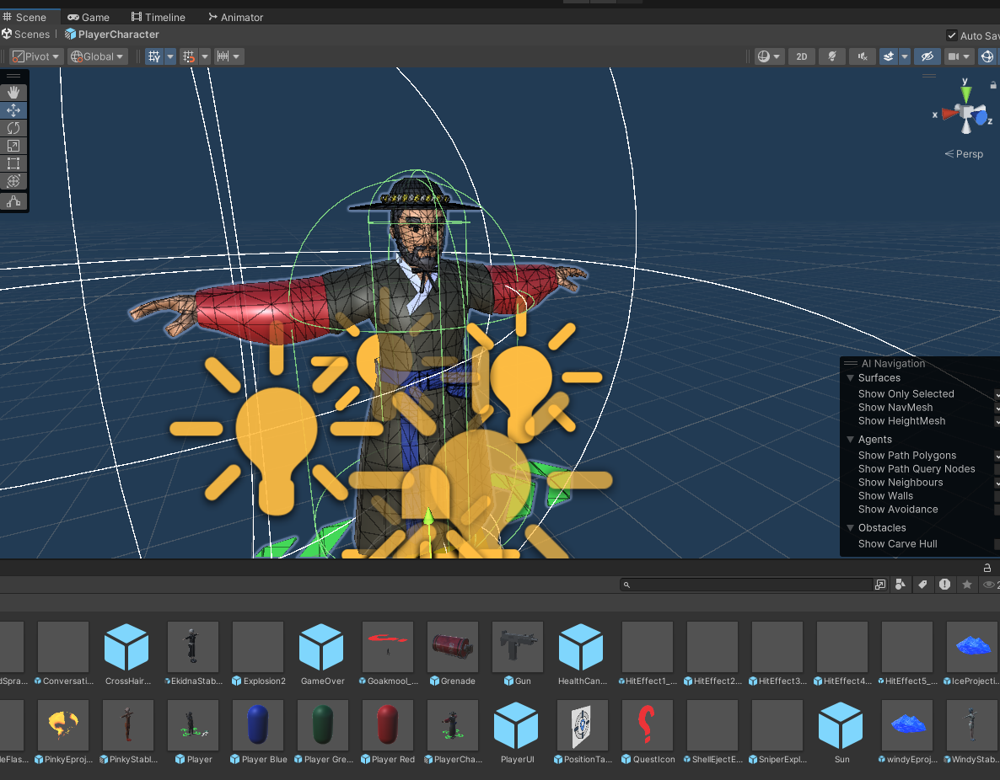 Scene Game Timeline Animator
Scenes PlayerCharacter
Auto Sav
Pivot Global 2D
y
x
z
Persp
AI Navigation
Surfaces
Show Only Selected
Show NavMesh
Show HeightMesh
Agents
Show Path Polygons
Show Path Query Nodes
Show Neighbours
Show Walls
Show Avoidance
Obstacles
Show Carve Hull
2
dSpra... Conversati... CrossHair... EkidnaStab... Explosion2 GameOver Goakmool_... Grenade Gun HealthCan... HitEffect1_... HitEffect2... HitEffect3... HitEffect4... HitEffect5_... IceProjecti...
leFlas... PinkyEproj... PinkyStabl... Player Player Blue Player Gre... Player Red PlayerCha... PlayerUI PositionTa... QuestIcon ShellEjectE... SniperExpl... Sun windyEproj... WindyStab...